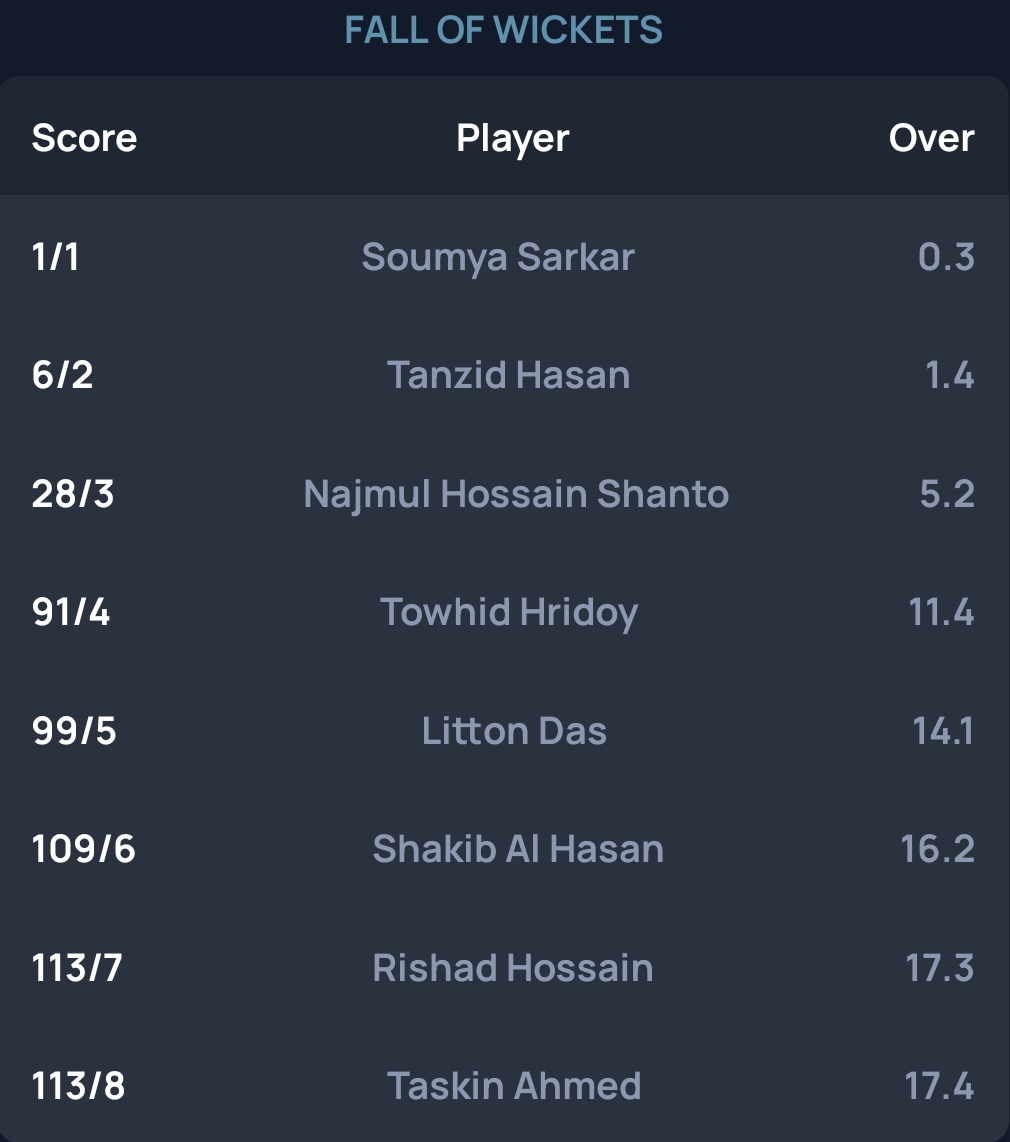 FALL OF WICKETS
Score Player Over
1/1 Soumya Sarkar 0.3
6/2 Tanzid Hasan 1.4
28/3 Najmul Hossain Shanto 5.2
91/4 Towhid Hridoy 11.4
99/5 Litton Das 14.1
109/6 Shakib Al Hasan 16.2
113/7 Rishad Hossain 17.3
113/8 Taskin Ahmed 17.4